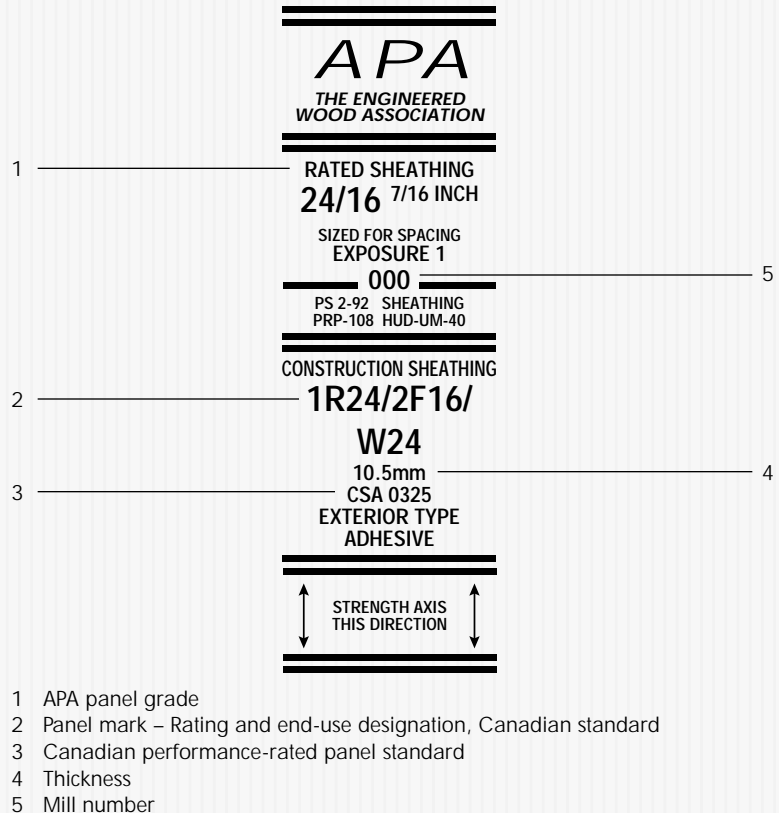 APA
THE ENGINEERED
WOOD ASSOCIATION
1
RATED SHEATHING
24/16 7/16 INCH
SIZED FOR SPACING
EXPOSURE 1
000
5
PS 2-92 SHEATHING
PRP-108 HUD-UM-40
CONSTRUCTION SHEATHING
2
1R24/2F16/
W24
10.5mm
4
3
CSA 0325
EXTERIOR TYPE
ADHESIVE
STRENGTH AXIS
THIS DIRECTION
1 APA panel grade
2 Panel mark – Rating and end-use designation, Canadian standard
3 Canadian performance-rated panel standard
4 Thickness
5 Mill number